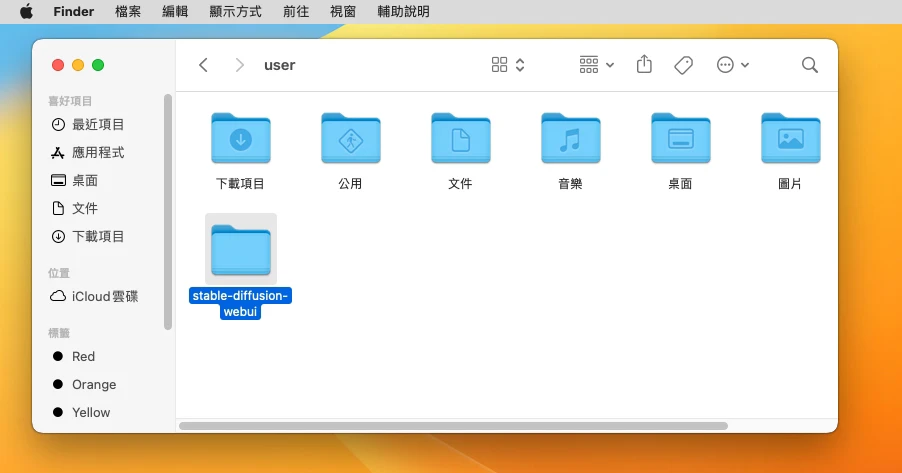 Finder 檔案 編輯 顯示方式 前往 視窗 輔助說明
user
喜好項目
最近項目
應用程式
桌面
文件
下載項目
位置
iCloud雲碟
標籤
Red
Orange
Yellow
下載項目 公用 文件 音樂 桌面 圖片
stable-diffusion-
webui